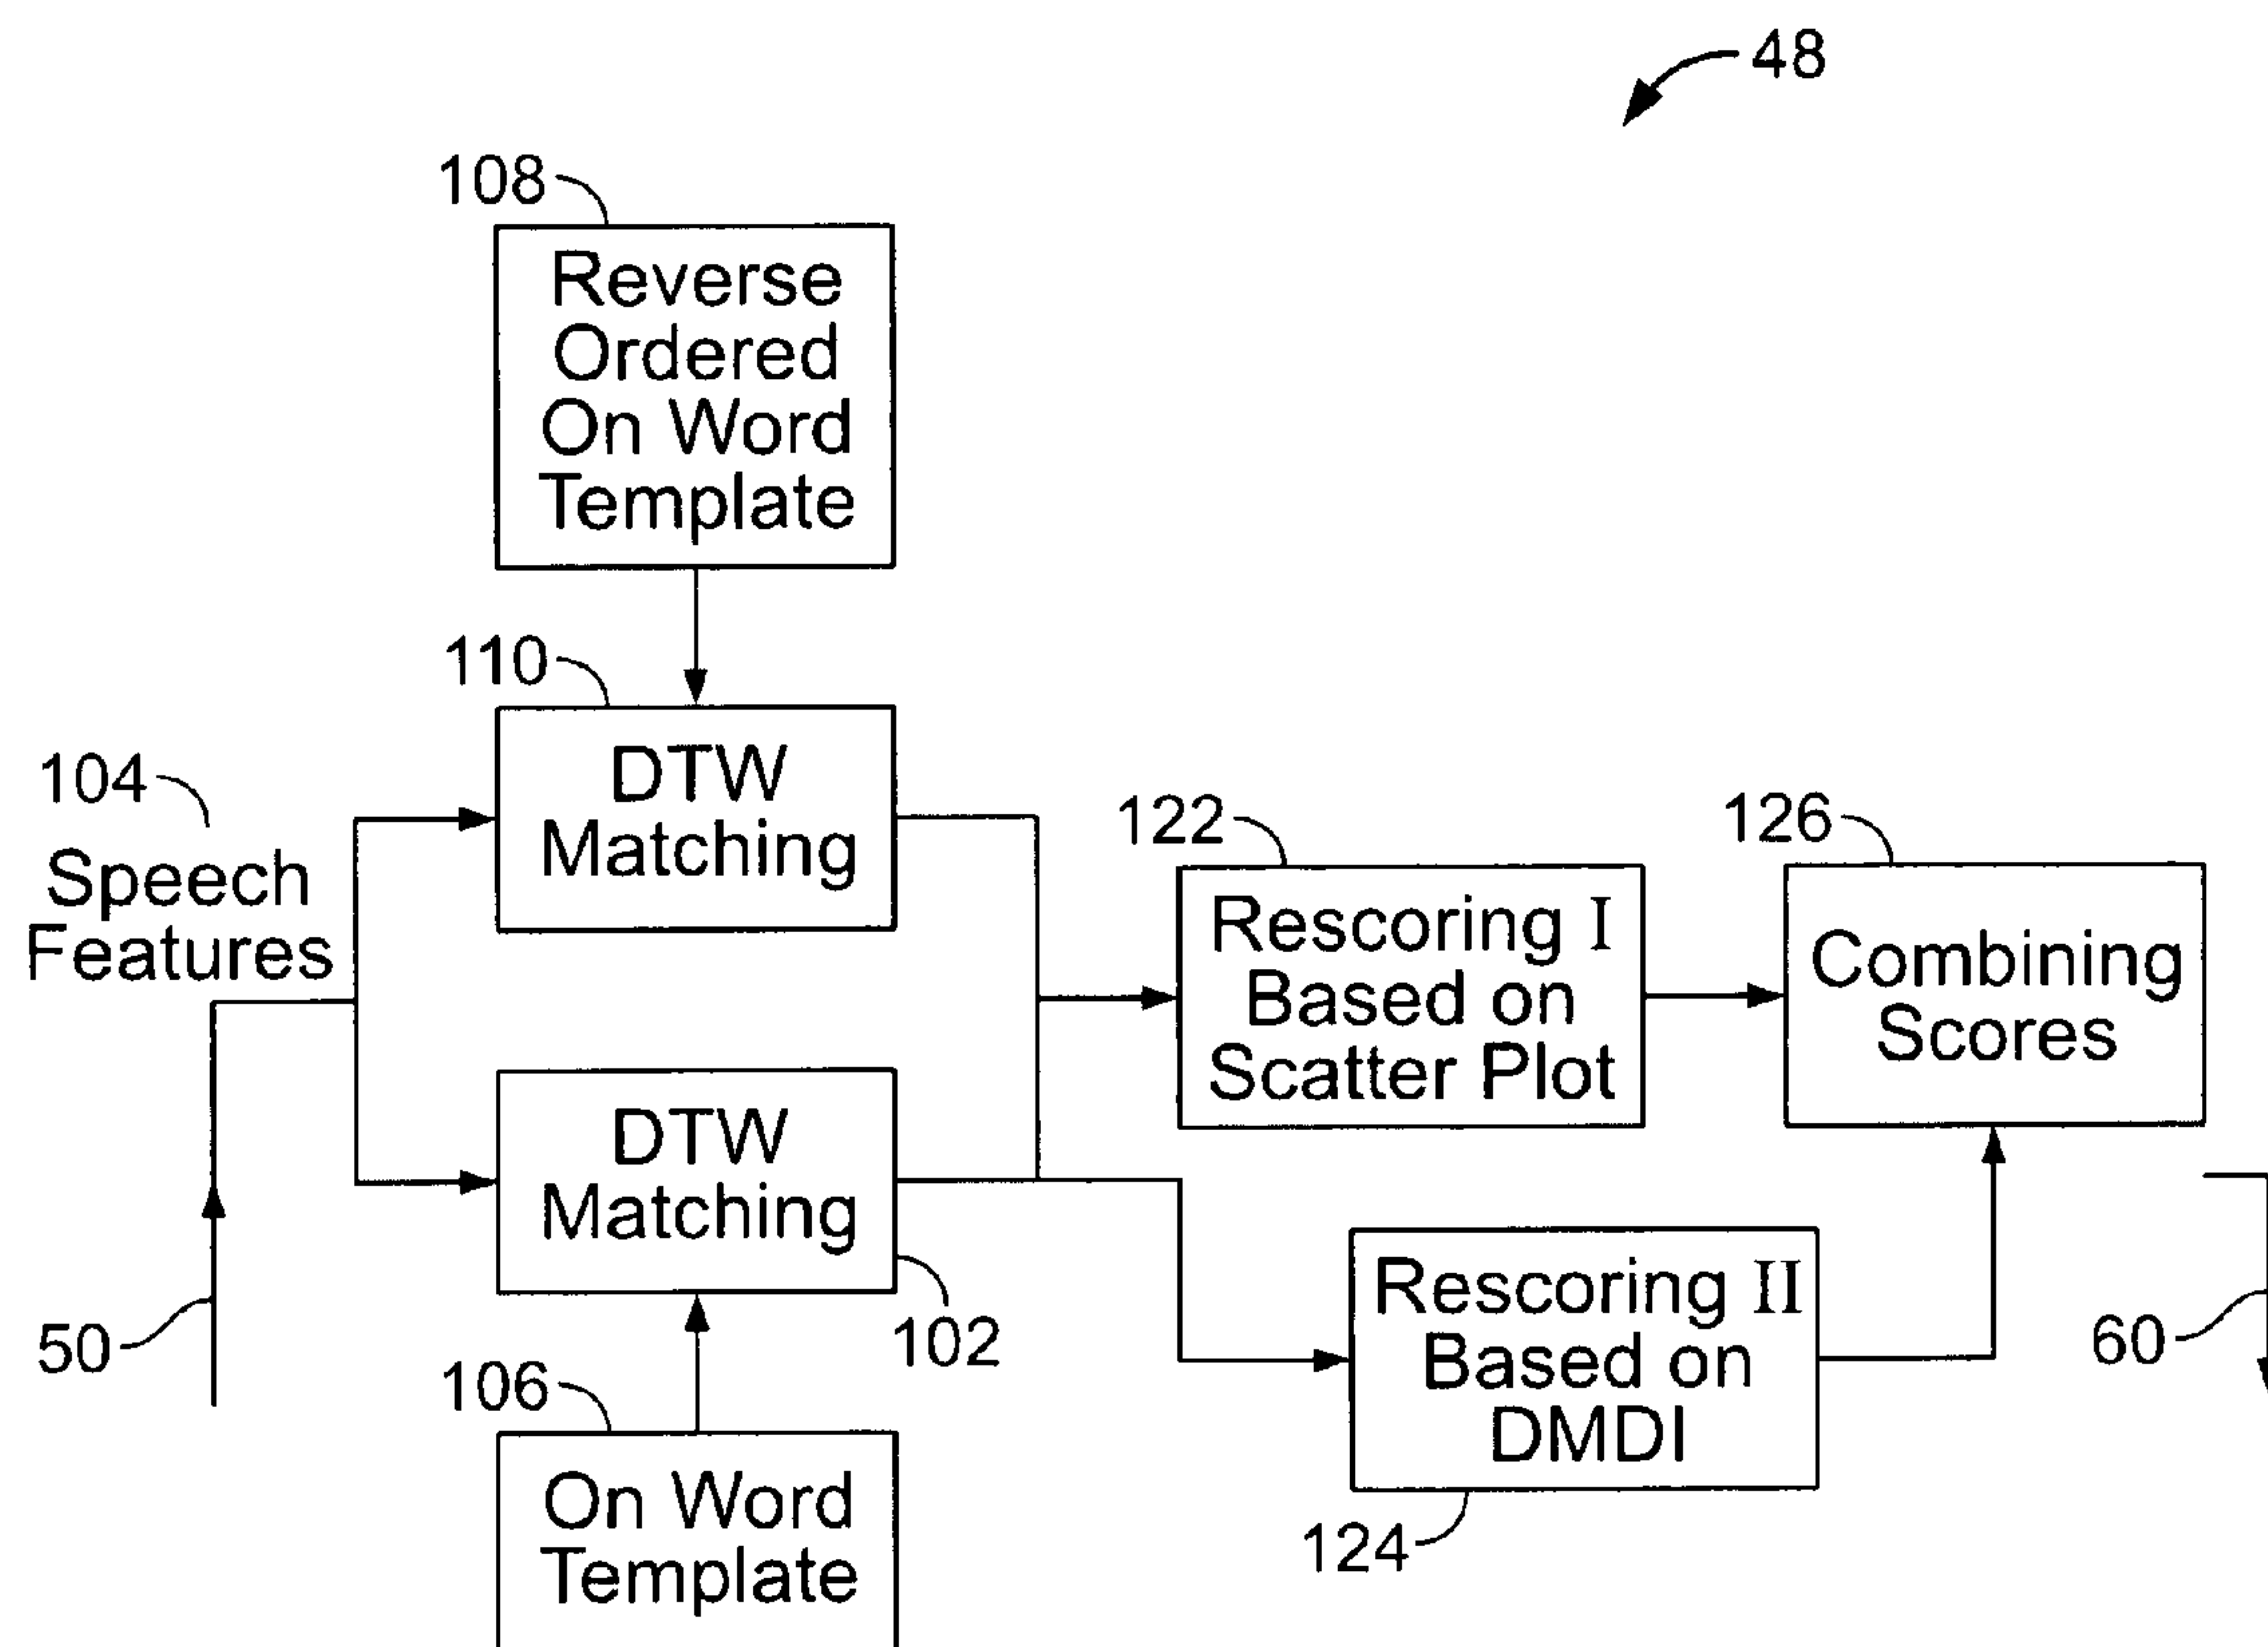 48
108
Reverse
Ordered
On Word
Template
110
DTW
Matching
104
Speech
Features
122
Rescoring I
Based on
Scatter Plot
126
Combining
Scores
DTW
Matching
102
50
106
On Word
Template
Rescoring II
Based on
DMDI
124
60